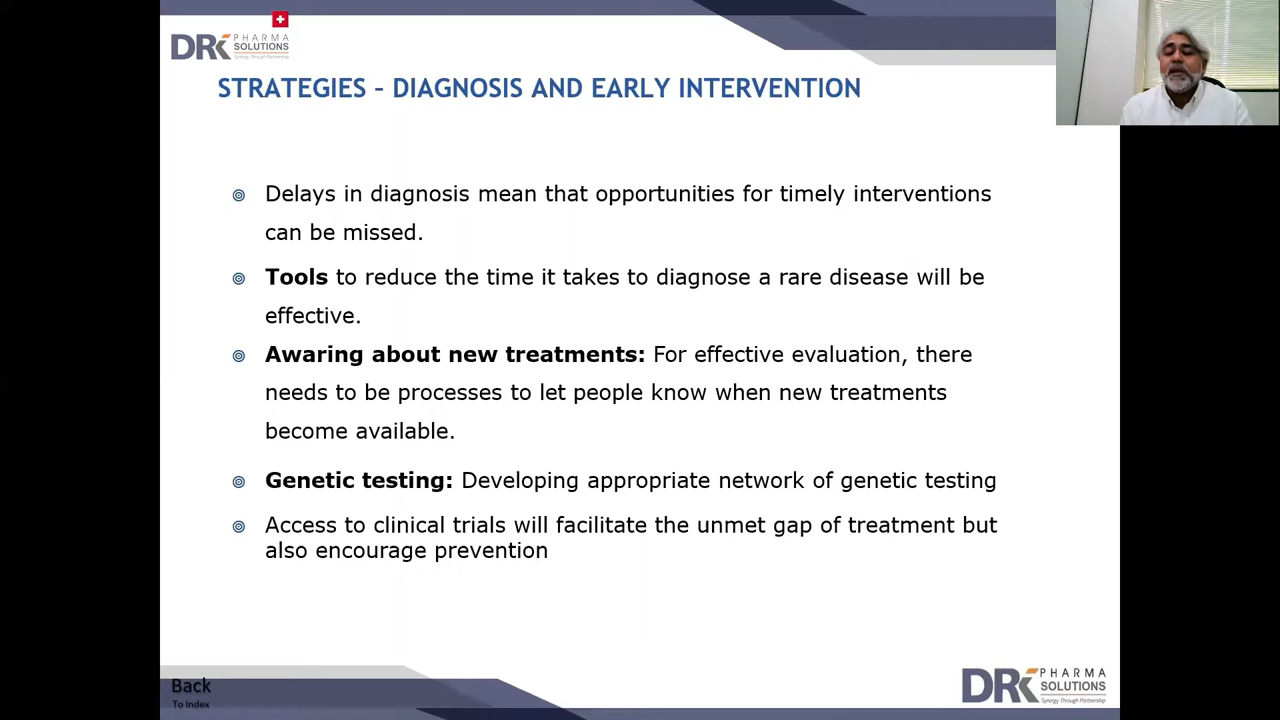 DRK PHARMA
SOLUTIONS
Synergy Through Partnership
STRATEGIES – DIAGNOSIS AND EARLY INTERVENTION
Delays in diagnosis mean that opportunities for timely interventions
can be missed.
Tools to reduce the time it takes to diagnose a rare disease will be
effective.
Awaring about new treatments: For effective evaluation, there
needs to be processes to let people know when new treatments
become available.
Genetic testing: Developing appropriate network of genetic testing
Access to clinical trials will facilitate the unmet gap of treatment but
also encourage prevention
Back
To Index
DRK PHARMA
SOLUTIONS
Synergy Through Partnership